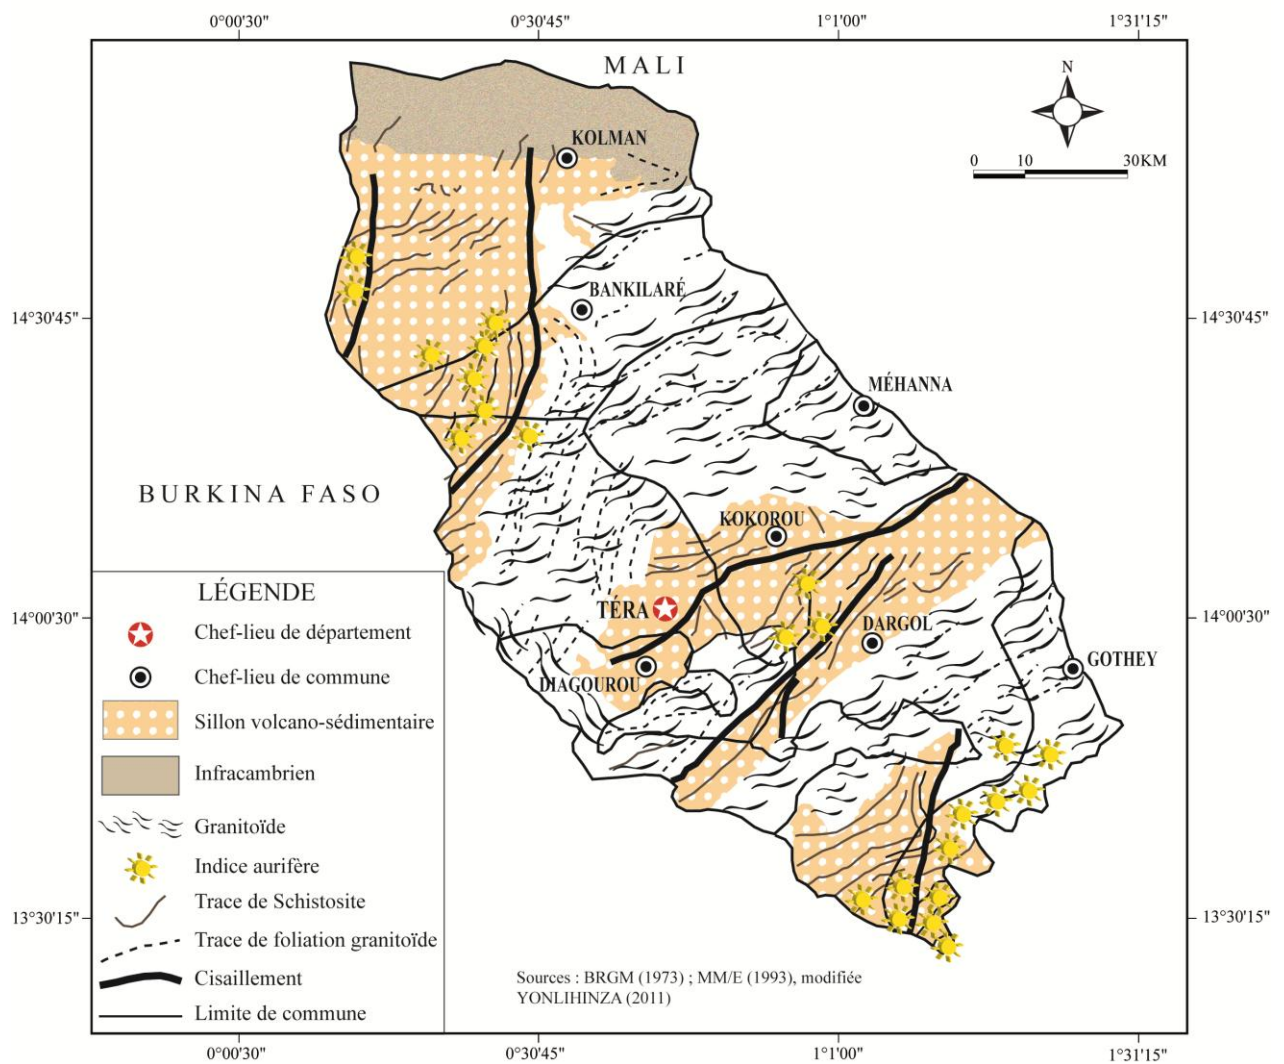 0°00'30" 0°30'45" 1°1'00" 1°31'15"
MALI
N
KOLMAN
0 10 30KM
BANKILARÉ
14°30'45" 14°30'45"
MÉHANNA
BURKINA FASO
KOKOROU
LÉGENDE
TÉRA
14°00'30" 14°00'30"
DARGOL
Chef-lieu de département
GOTHEY
Chef-lieu de commune
DIAGOUROU
Sillon volcano-sédimentaire
Infracambrien
Granitoïde
Indice aurifère
Trace de Schistosite
13°30'15" 13°30'15"
Trace de foliation granitoïde
Cisaillement
Limite de commune
Sources : BRGM (1973) ; MM/E (1993), modifiée
YONLIHINZA (2011)
0°00'30" 0°30'45" 1°1'00" 1°31'15"